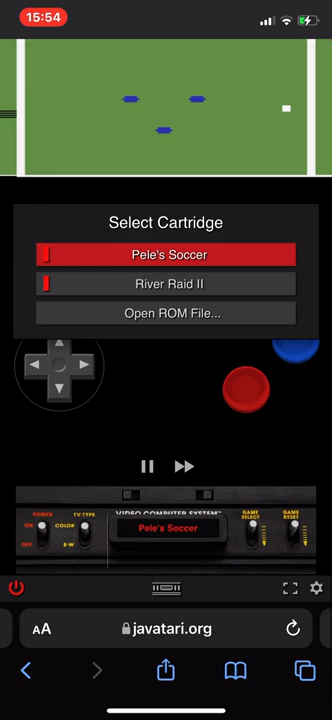 15:54
Select Cartridge
Pele's Soccer
River Raid II
Open ROM File...
VIDEO COMPUTER SYSTEM
POWER
ON
OFF
TV TYPE
COLOR
B-W
Pele's Soccer
GAME
SELECT
GAME
RESET
AA
javatari.org